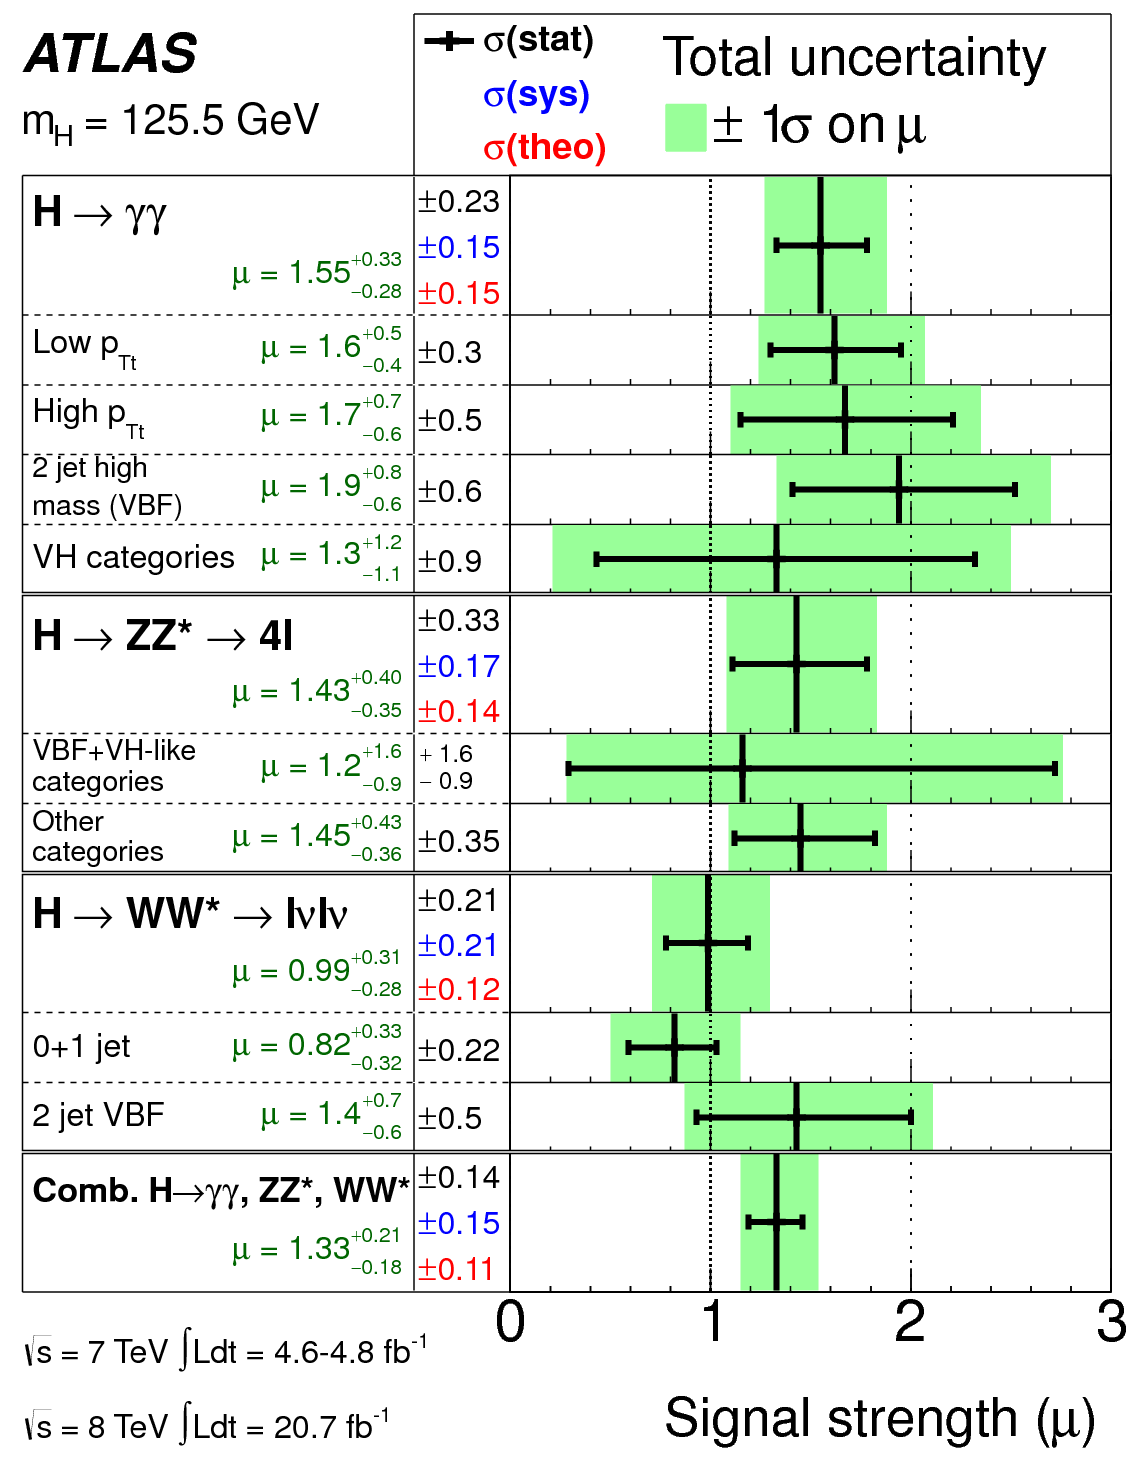 ATLAS
m_H = 125.5 GeV
σ(stat)
σ(sys)
σ(theo)
Total uncertainty
± 1σ on μ
H → γγ
μ = 1.55 +0.33 −0.28
±0.23
±0.15
±0.15
Low p_Tt
μ = 1.6 +0.5 −0.4
±0.3
High p_Tt
μ = 1.7 +0.7 −0.6
±0.5
2 jet high
mass (VBF)
μ = 1.9 +0.8 −0.6
±0.6
VH categories
μ = 1.3 +1.2 −1.1
±0.9
H → ZZ* → 4l
μ = 1.43 +0.40 −0.35
±0.33
±0.17
±0.14
VBF+VH-like
categories
μ = 1.2 +1.6 −0.9
+ 1.6
− 0.9
Other
categories
μ = 1.45 +0.43 −0.36
±0.35
H → WW* → lνlν
μ = 0.99 +0.31 −0.28
±0.21
±0.21
±0.12
0+1 jet
μ = 0.82 +0.33 −0.32
±0.22
2 jet VBF
μ = 1.4 +0.7 −0.6
±0.5
Comb. H→γγ, ZZ*, WW*
μ = 1.33 +0.21 −0.18
±0.14
±0.15
±0.11
0 1 2 3
√s = 7 TeV ∫Ldt = 4.6-4.8 fb⁻¹
√s = 8 TeV ∫Ldt = 20.7 fb⁻¹
Signal strength (μ)